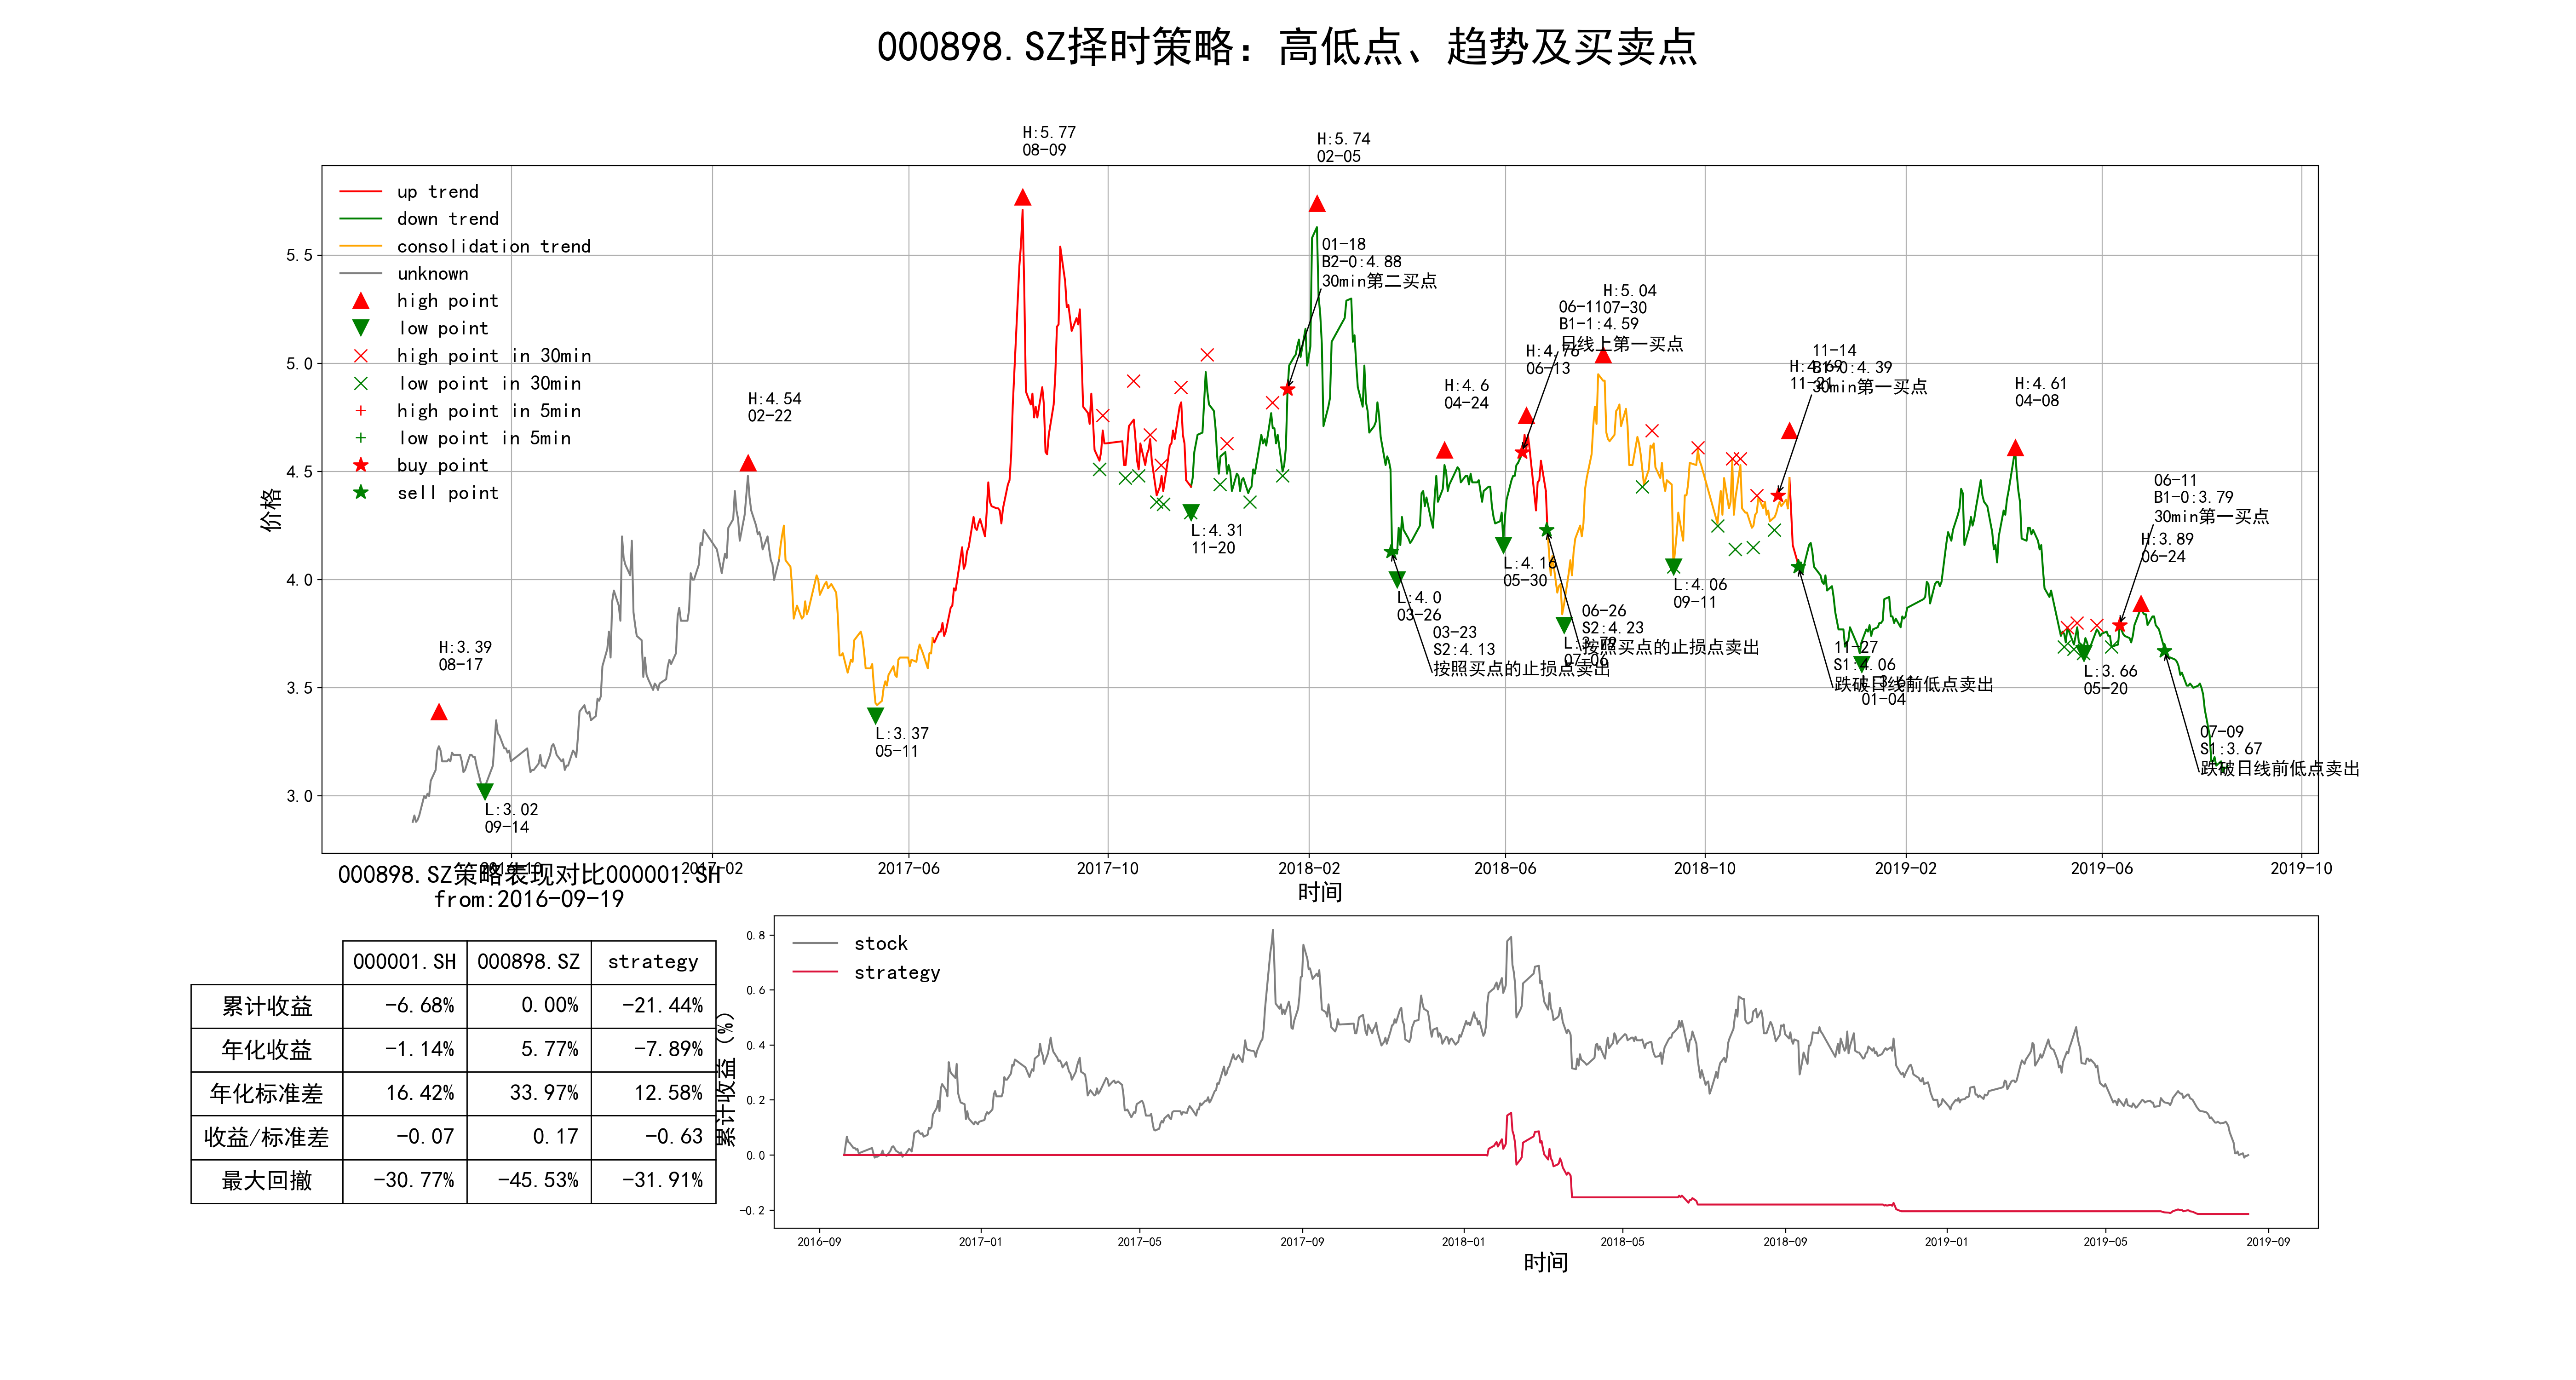 000898.SZ择时策略：高低点、趋势及买卖点
H:5.77
08-09
H:5.74
02-05
up trend
down trend
consolidation trend
unknown
high point
low point
high point in 30min
low point in 30min
high point in 5min
low point in 5min
buy point
sell point
01-18
B2-0:4.88
30min第二买点
H:5.04
07-30
06-11
B1-1:4.59
日线上第一买点
H:4.76
06-13
11-14
B1-0:4.39
30min第一买点
H:4.69
11-21
H:4.6
04-24
H:4.61
04-08
H:4.54
02-22
06-11
B1-0:3.79
30min第一买点
H:3.89
06-24
L:4.31
11-20
L:4.16
05-30
L:4.0
03-26
L:4.06
09-11
03-23
S2:4.13
按照买点的止损点卖出
06-26
S2:4.23
按照买点的止损点卖出
L:3.79
07-06
11-27
S1:4.06
跌破日线前低点卖出
01-04
L:3.66
05-20
H:3.39
08-17
L:3.37
05-11
07-09
S1:3.67
跌破日线前低点卖出
L:3.02
09-14
5.5
5.0
4.5
4.0
3.5
3.0
价格
2016-10
2017-02
2017-06
2017-10
2018-02
2018-06
2018-10
2019-02
2019-06
2019-10
时间
000898.SZ策略表现对比000001.SH
from:2016-09-19
000001.SH 000898.SZ strategy
累计收益 -6.68% 0.00% -21.44%
年化收益 -1.14% 5.77% -7.89%
年化标准差 16.42% 33.97% 12.58%
收益/标准差 -0.07 0.17 -0.63
最大回撤 -30.77% -45.53% -31.91%
stock
strategy
0.8
0.6
0.4
0.2
0.0
-0.2
累计收益（%）
2016-09
2017-01
2017-05
2017-09
2018-01
2018-05
2018-09
2019-01
2019-05
2019-09
时间